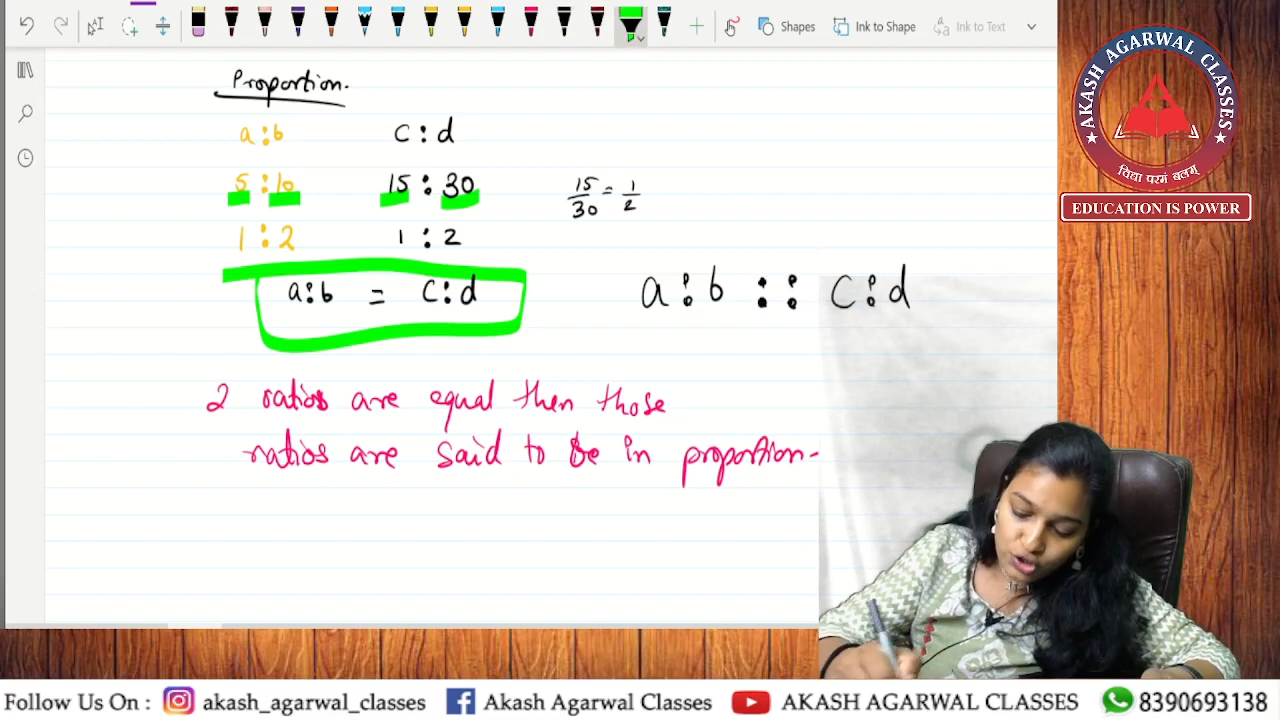 Shapes
Ink to Shape
Ink to Text
Proportion.
a : b    c : d
5 : 10    15 : 30    15/30 = 1/2
1 : 2    1 : 2
a : b = c : d    a : b :: c : d
2 ratios are equal then those
ratios are said to be in proportion-
AKASH AGARWAL CLASSES
विद्या परमं बलम्
EDUCATION IS POWER
Follow Us On : akash_agarwal_classes Akash Agarwal Classes AKASH AGARWAL CLASSES 8390693138